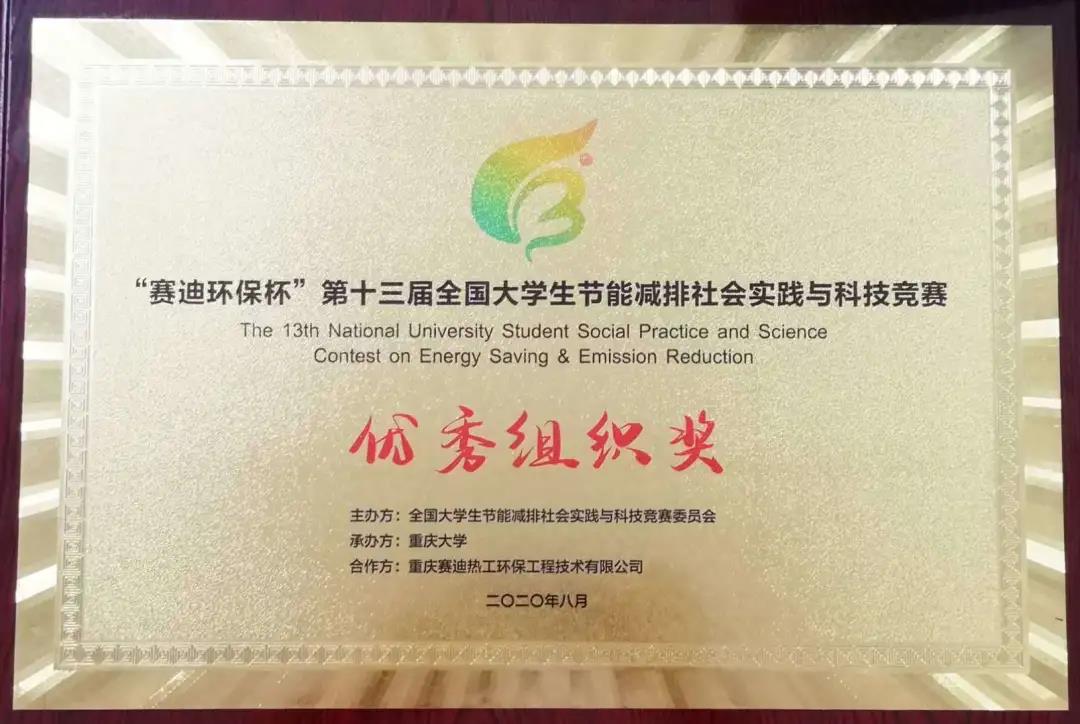 “赛迪环保杯”第十三届全国大学生节能减排社会实践与科技竞赛
The 13th National University Student Social Practice and Science
Contest on Energy Saving & Emission Reduction
优秀组织奖
主办方：全国大学生节能减排社会实践与科技竞赛委员会
承办方：重庆大学
合作方：重庆赛迪热工环保工程技术有限公司
二〇二〇年八月